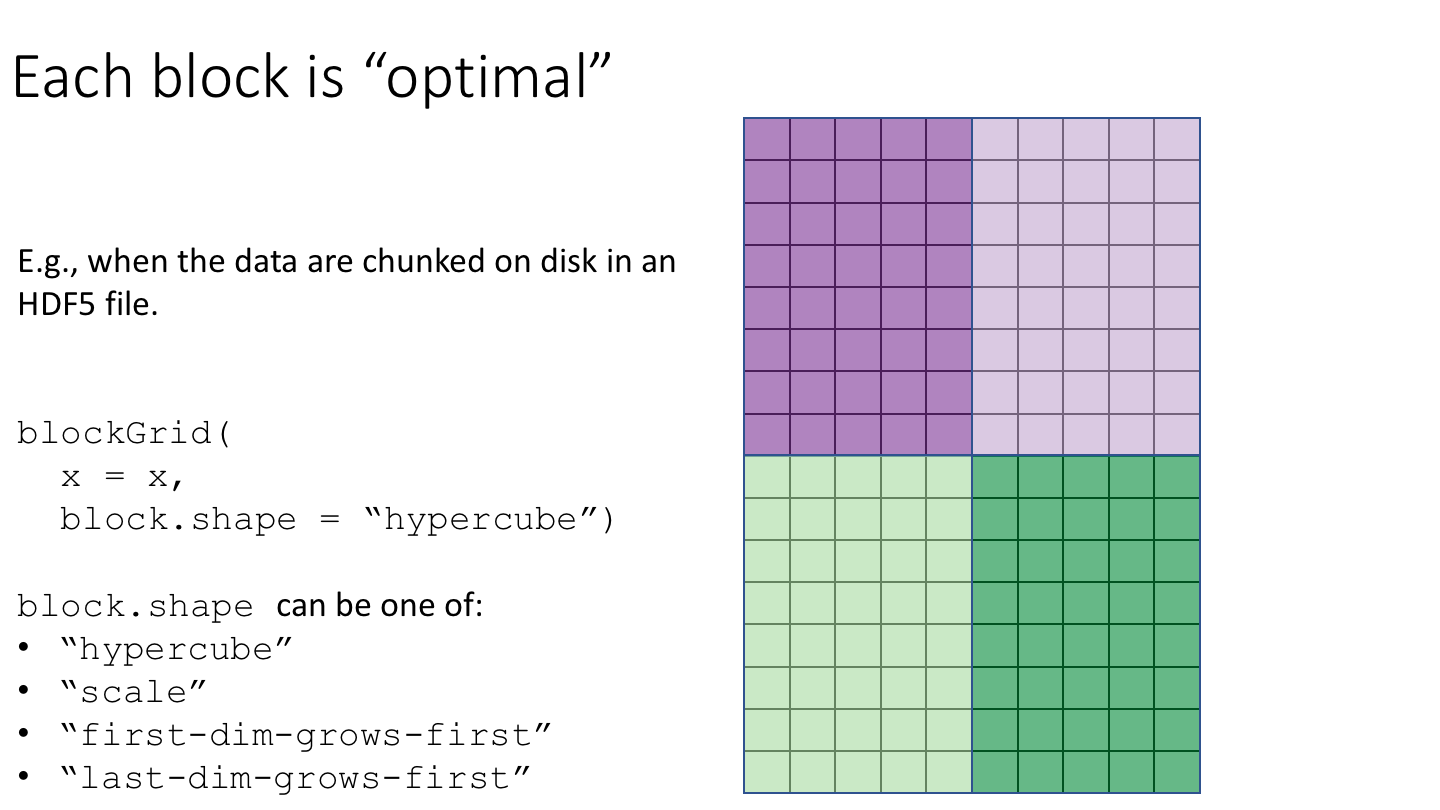 Each block is “optimal”
E.g., when the data are chunked on disk in an
HDF5 file.
blockGrid(
  x = x,
  block.shape = “hypercube”)
block.shape can be one of:
• “hypercube”
• “scale”
• “first-dim-grows-first”
• “last-dim-grows-first”